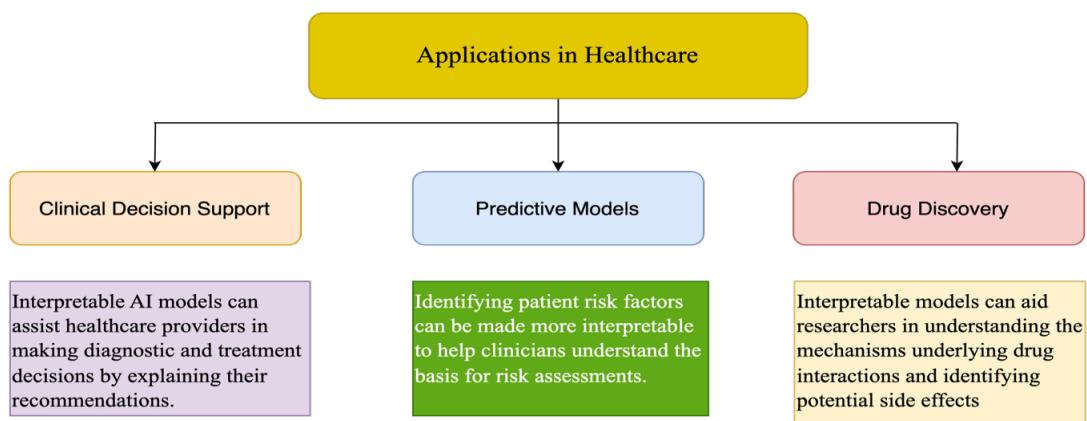 Applications in Healthcare
Clinical Decision Support
Predictive Models
Drug Discovery
Interpretable AI models can
assist healthcare providers in
making diagnostic and treatment
decisions by explaining their
recommendations.
Identifying patient risk factors
can be made more interpretable
to help clinicians understand the
basis for risk assessments.
Interpretable models can aid
researchers in understanding the
mechanisms underlying drug
interactions and identifying
potential side effects